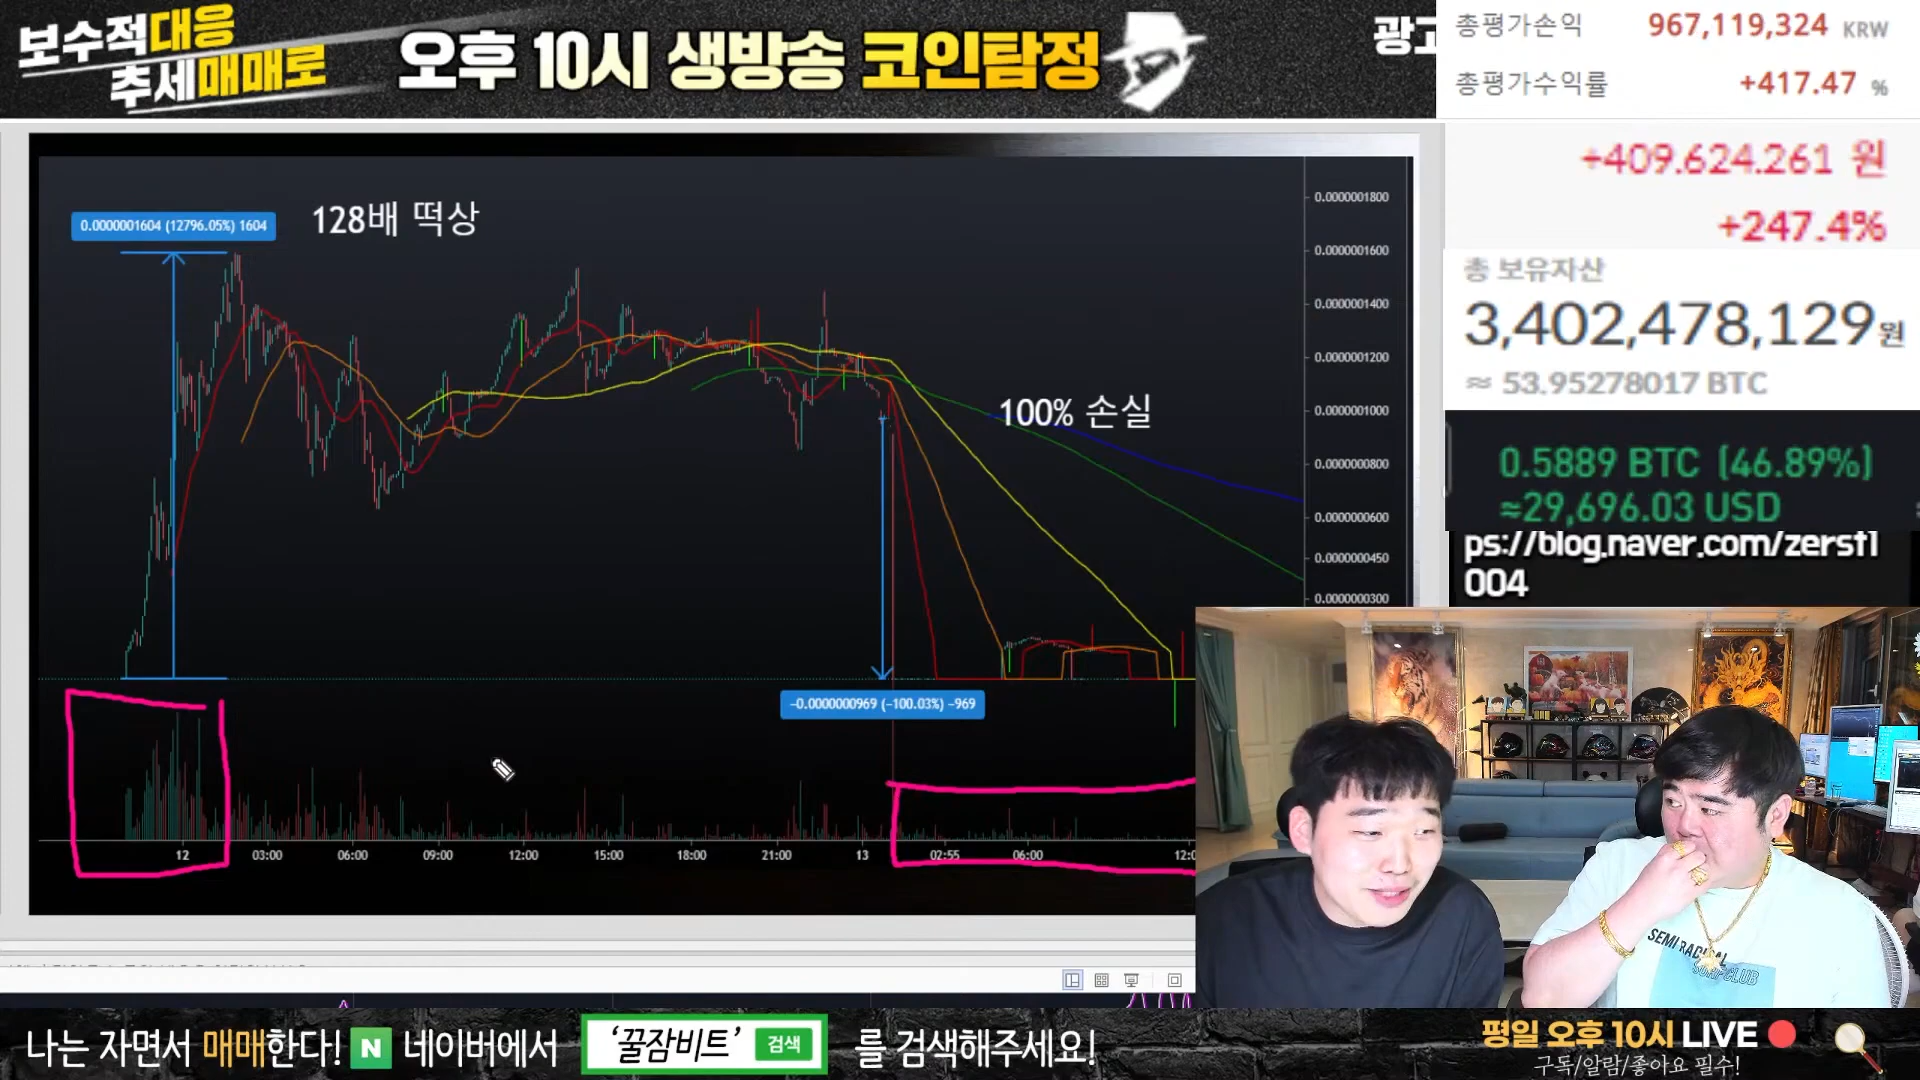 보수적대응
추세매매로
오후 10시 생방송 코인탐정
광고
총평가손익 967,119,324 KRW
총평가수익률 +417.47 %
+409.624.261 원
+247.4%
총 보유자산
3,402,478,129원
≈ 53.95278017 BTC
0.5889 BTC (46.89%)
≈29,696.03 USD
ps://blog.naver.com/zerst1
004
0.0000001604 (12796.05%) 1604
128배 떡상
100% 손실
-0.0000000969 (-100.03%) -969
0.0000001800
0.0000001600
0.0000001400
0.0000001200
0.0000001000
0.0000000800
0.0000000600
0.0000000450
0.0000000300
12 03:00 06:00 09:00 12:00 15:00 18:00 21:00 13 02:55 06:00 12:0
SEMI RADICAL
SURF CLUB
나는 자면서 매매한다! N 네이버에서 '꿀잠비트' 검색 를 검색해주세요!
평일 오후 10시 LIVE
구독/알람/좋아요 필수!